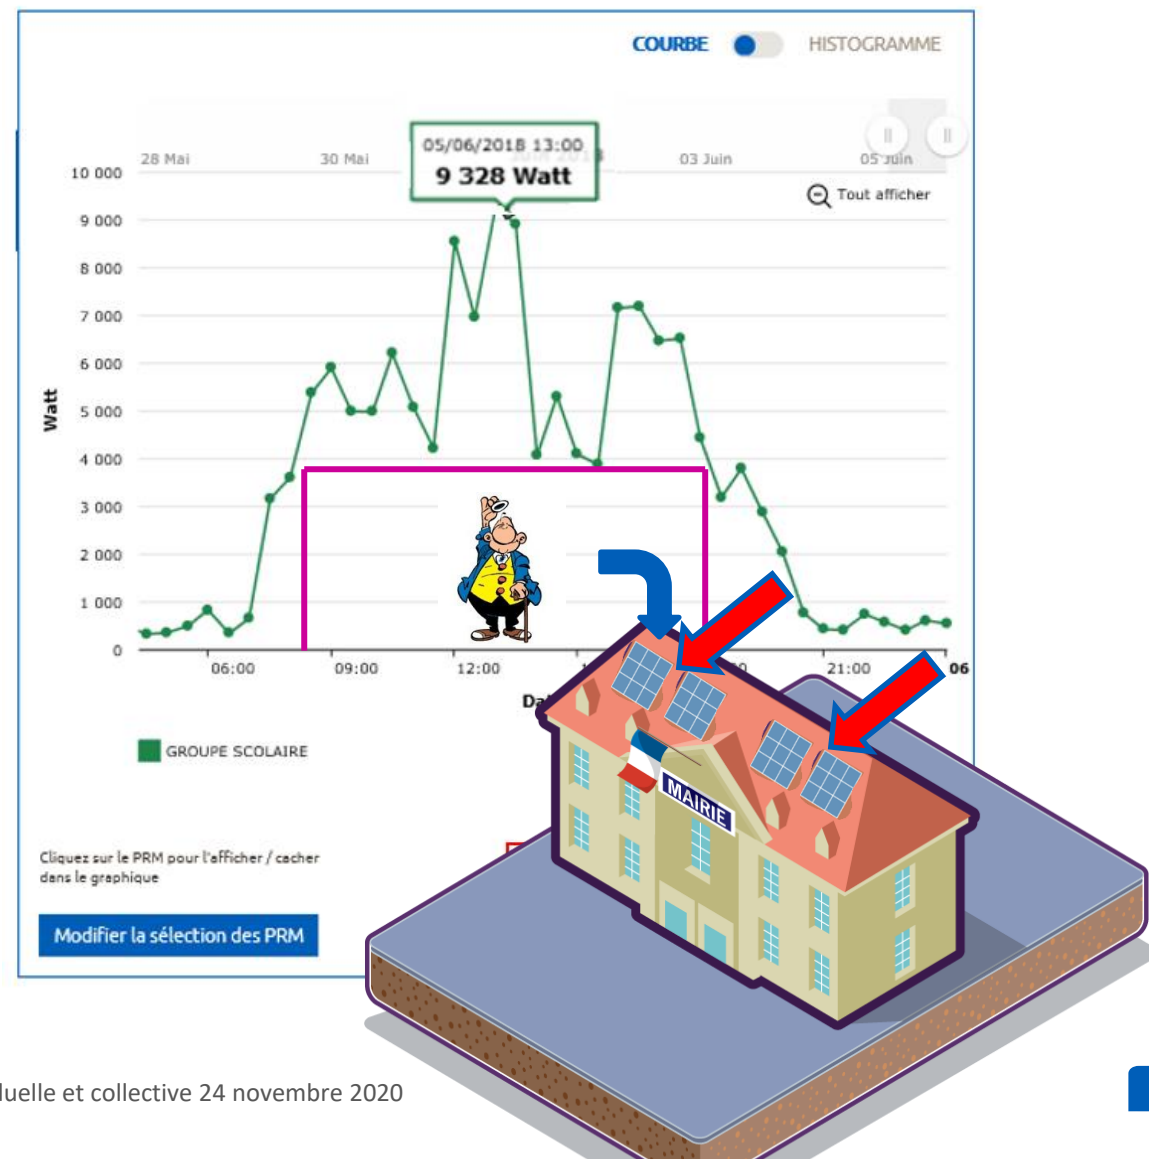 COURBE HISTOGRAMME
28 Mai 30 Mai 03 Juin 05 Juin
05/06/2018 13:00
9 328 Watt
Tout afficher
10 000
9 000
8 000
7 000
6 000
5 000
4 000
3 000
2 000
1 000
0
Watt
06:00 09:00 12:00 21:00 06
GROUPE SCOLAIRE
MAIRIE
Cliquez sur le PRM pour l'afficher / cacher
dans le graphique
Modifier la sélection des PRM
et collective 24 novembre 2020